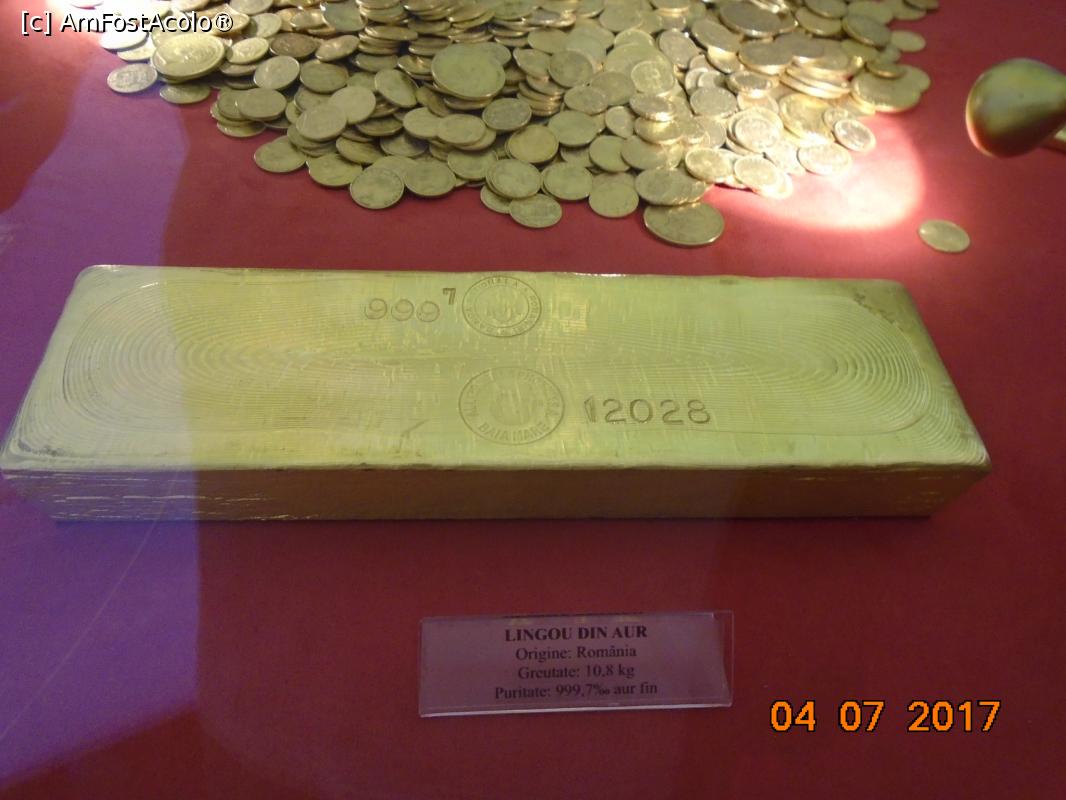 [c] AmFostAcolo®
999⁷
12028
BAIA MARE
LINGOU DIN AUR
Origine: România
Greutate: 10,8 kg
Puritate: 999,7‰ aur fin
04 07 2017